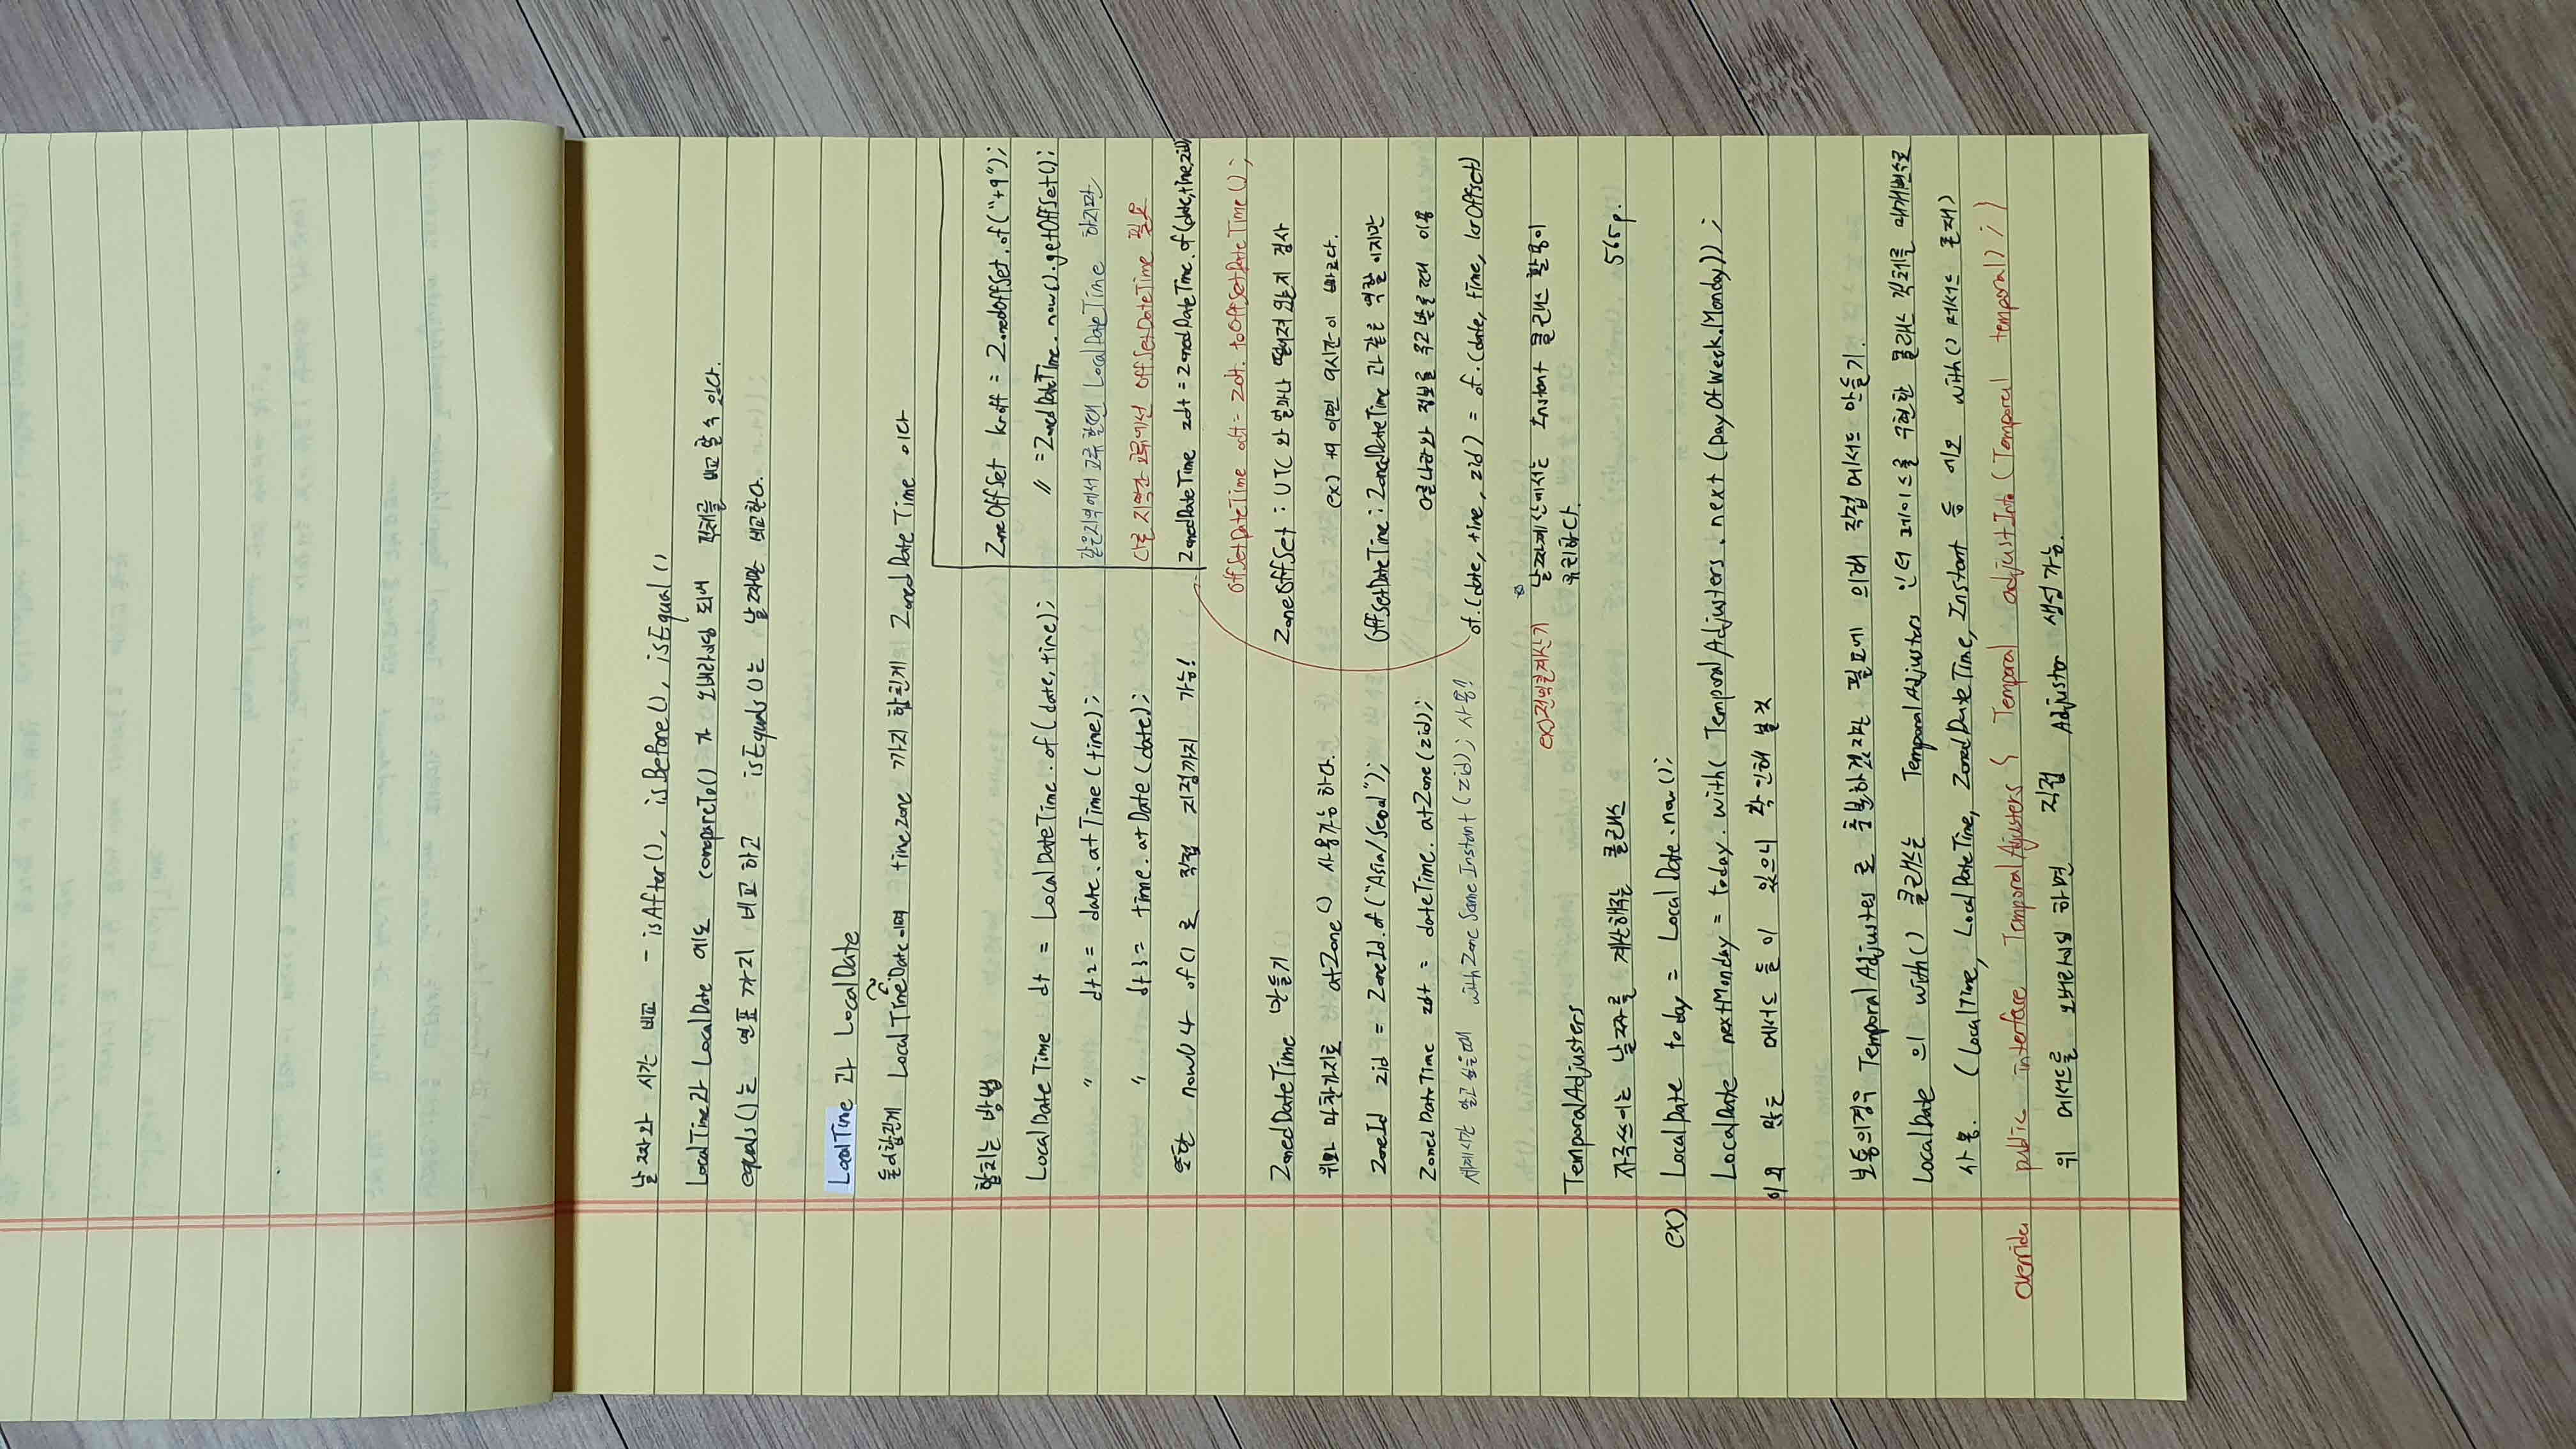 날짜와 시간 비교 - isAfter(), isBefore(), isEqual()
LocalTime과 LocalDate 에도 compareTo() 가 오버라이딩 되어 객체를 비교할 수 있다.
equals()는 연표까지 비교하고 isEquals()는 날짜만 비교한다.
LocalTime 과 LocalDate
둘이합친게 LocalTimeDate이며 timezone 까지 합친게 ZonedDateTime 이다
합치는 방법
LocalDateTime dt = LocalDateTime.of(date, time);
〃 dt2 = date.atTime(time);
〃 dt3 = time.atDate(date);
또한 now()나 of()로 직접 지정까지 가능!
ZoneOffSet kroff = ZonedOffSet.of("+9");
// = ZonedDateTime.now().getOffSet();
같은지역에서 교류할땐 LocalDateTime 하지만
다른 지역간 교류에선 OffSetDateTime 필요
ZonedDateTime zdt = ZonedDateTime.of(date,time,zid)
OffSetDateTime odt = zdt.toOffSetDateTime();
ZonedDateTime 만들기
위와 마찬가지로 atZone() 사용가능 하다.
ZoneId zid = ZoneId.of("Asia/Seoul");
ZonedDateTime zdt = dateTime.atZone(zid);
세계시간 알고 싶을때 withZoneSameInstant(zid); 사용!
ZoneOffSet : UTC 와 얼마나 떨어져 있는지 검사
ex) +9 이면 9시간이 빠르다.
OffSetDateTime : ZonedDateTime 과 같은 역할 이지만
다른나라와 정보를 주고 받을 때 이용
of.(date, time, zid) = of.(date, time, krOffset)
ex)전역일계산기 ☆ 날짜계산에서는 Instant 클래스 활용이
유리하다.
TemporalAdjusters
자주쓰이는 날짜를 계산해주는 클래스
565p.
ex) LocalDate today = LocalDate.now();
LocalDate nextMonday = today.with(TemporalAdjusters.next(DayOfWeek.Monday));
이외 많은 메서드 들이 있으니 확인해 볼것
보통의경우 TemporalAdjustes 로 충분하겠지만 필요에 의해 직접 메서드 만들기.
LocalDate 의 with() 클래스는 TemporalAdjusters 인터페이스를 구현한 클래스 객체를 매개변수로
사용. (LocalTime, LocalDateTime, ZonedDateTime, Instant 등 에도 with() 메서드 존재)
override public interface TemporalAdjusters { Temporal adjustInto(Temporal temporal); }
위 메서드를 오버라이딩 하면 직접 Adjustor 생성가능.